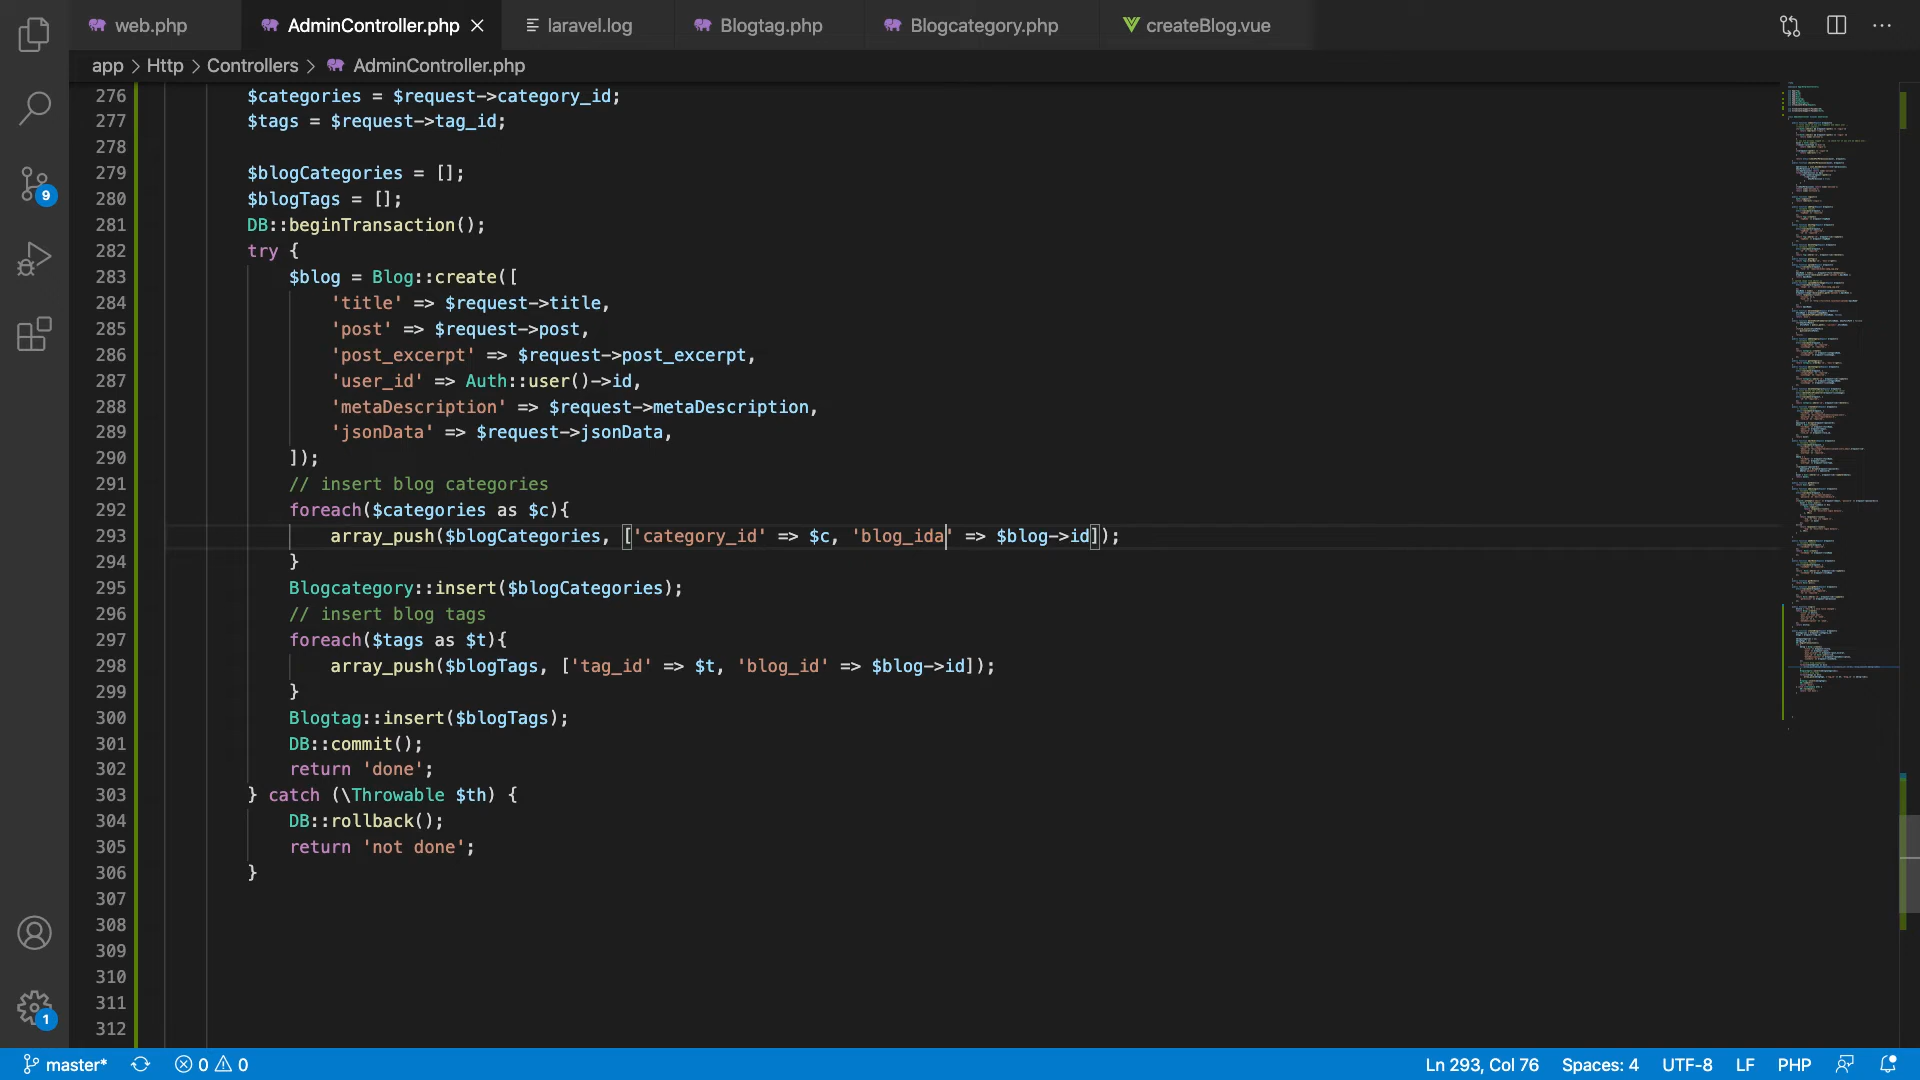 web.php
AdminController.php
laravel.log
Blogtag.php
Blogcategory.php
createBlog.vue
app > Http > Controllers > AdminController.php
276 $categories = $request->category_id;
277 $tags = $request->tag_id;
278
279 $blogCategories = [];
280 $blogTags = [];
281 DB::beginTransaction();
282 try {
283 $blog = Blog::create([
284 'title' => $request->title,
285 'post' => $request->post,
286 'post_excerpt' => $request->post_excerpt,
287 'user_id' => Auth::user()->id,
288 'metaDescription' => $request->metaDescription,
289 'jsonData' => $request->jsonData,
290 ]);
291 // insert blog categories
292 foreach($categories as $c){
293 array_push($blogCategories, ['category_id' => $c, 'blog_ida' => $blog->id]);
294 }
295 Blogcategory::insert($blogCategories);
296 // insert blog tags
297 foreach($tags as $t){
298 array_push($blogTags, ['tag_id' => $t, 'blog_id' => $blog->id]);
299 }
300 Blogtag::insert($blogTags);
301 DB::commit();
302 return 'done';
303 } catch (\Throwable $th) {
304 DB::rollback();
305 return 'not done';
306 }
307
308
309
310
311
312
9
1
master*
0 0
Ln 293, Col 76
Spaces: 4
UTF-8
LF
PHP